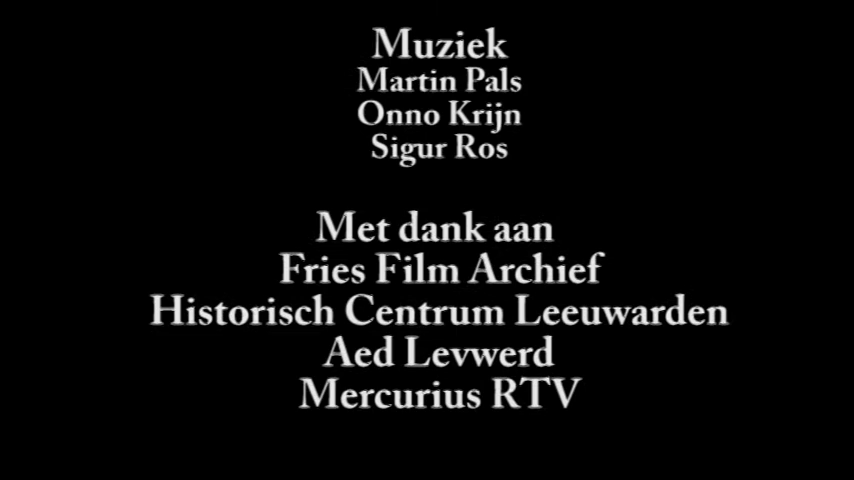 Muziek
Martin Pals
Onno Krijn
Sigur Ros
Met dank aan
Fries Film Archief
Historisch Centrum Leeuwarden
Aed Levwerd
Mercurius RTV